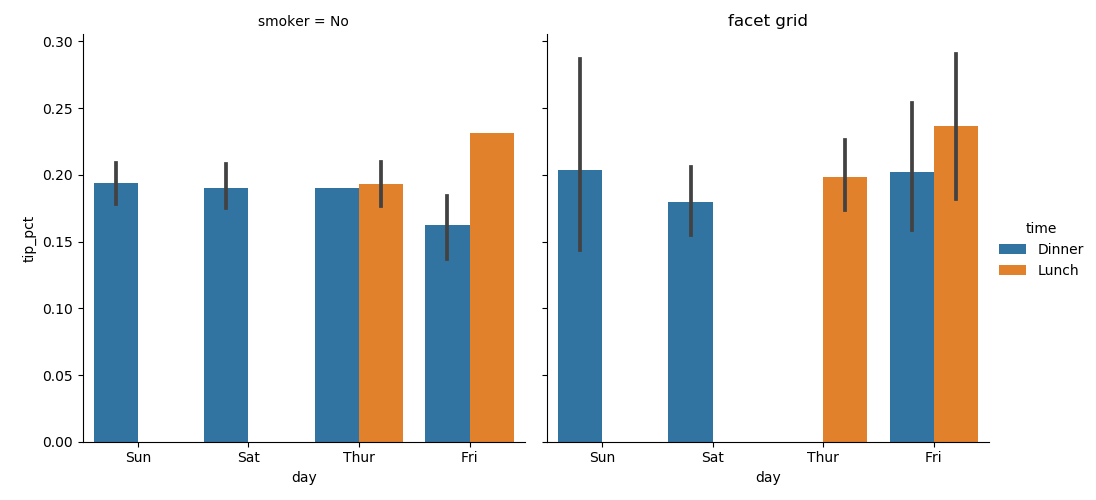 smoker = No
facet grid
0.30
0.25
0.20
0.15
0.10
0.05
0.00
tip_pct
Sun Sat Thur Fri
day
Sun Sat Thur Fri
day
time
Dinner
Lunch